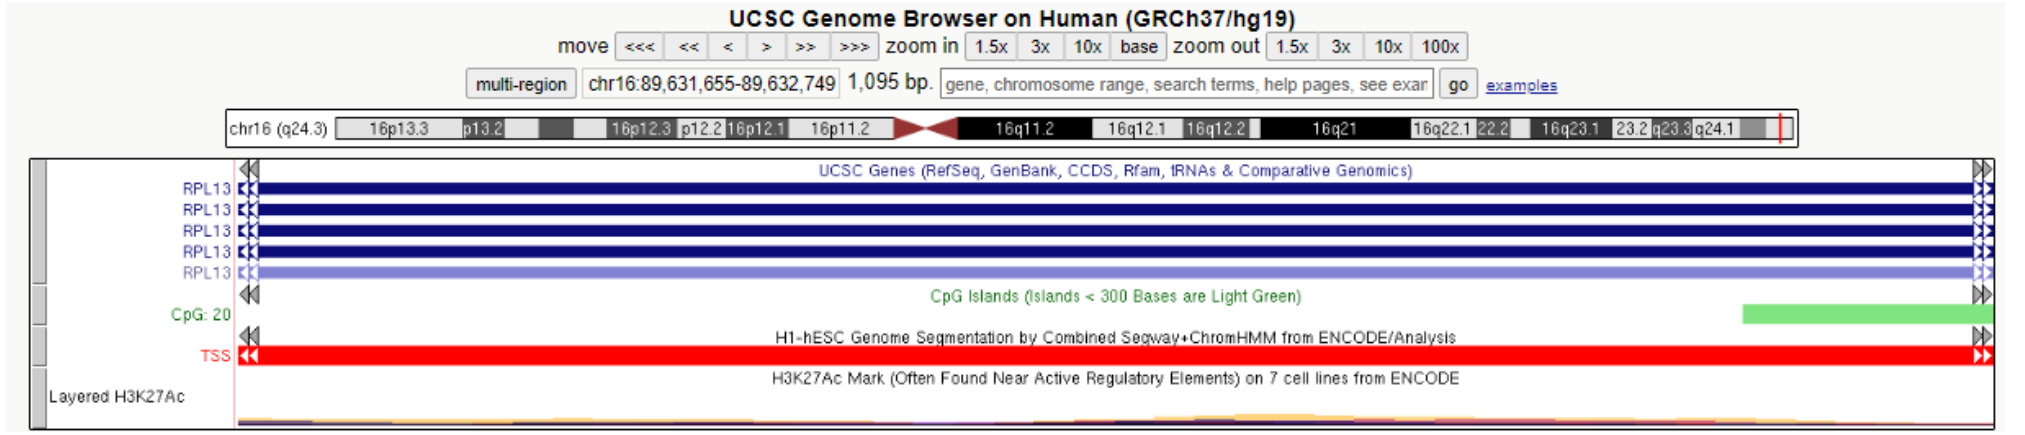 UCSC Genome Browser on Human (GRCh37/hg19)
move <<< << < > >> >>> zoom in 1.5x 3x 10x base zoom out 1.5x 3x 10x 100x
multi-region chr16:89,631,655-89,632,749 1,095 bp. gene, chromosome range, search terms, help pages, see exar go examples
chr16 (q24.3) 16p13.3 p13.2 16p12.3 p12.2 16p12.1 16p11.2 16q11.2 16q12.1 16q12.2 16q21 16q22.1 22.2 16q23.1 23.2 q23.3 q24.1
UCSC Genes (RefSeq, GenBank, CCDS, Rfam, tRNAs & Comparative Genomics)
RPL13
RPL13
RPL13
RPL13
RPL13
CpG Islands (Islands < 300 Bases are Light Green)
CpG: 20
H1-hESC Genome Segmentation by Combined Segway+ChromHMM from ENCODE/Analysis
TSS
H3K27Ac Mark (Often Found Near Active Regulatory Elements) on 7 cell lines from ENCODE
Layered H3K27Ac